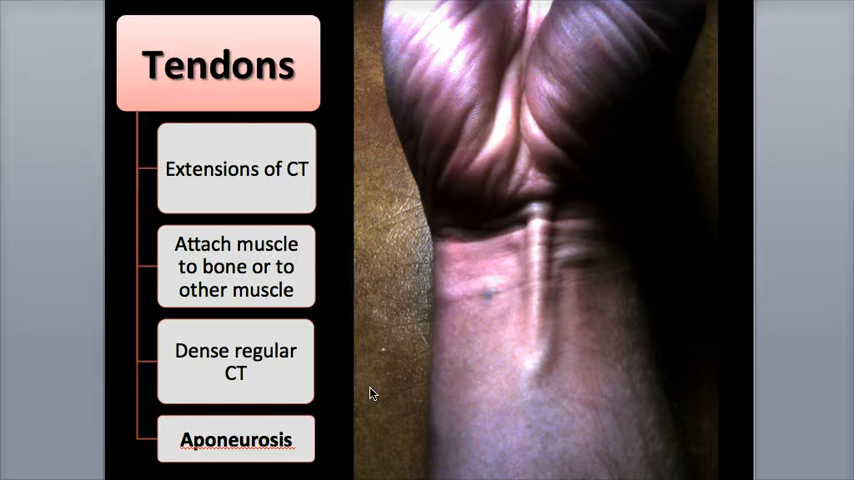 Tendons
Extensions of CT
Attach muscle
to bone or to
other muscle
Dense regular
CT
Aponeurosis